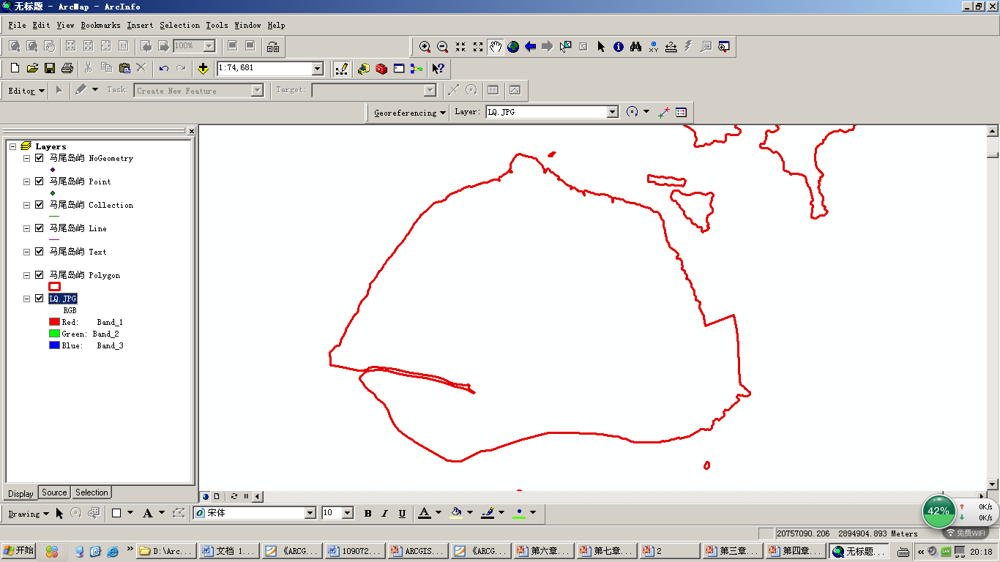 无标题 - ArcMap - ArcInfo
File Edit View Bookmarks Insert Selection Tools Window Help
100%
1:74,681
Editor Task: Create New Feature Target:
Georeferencing Layer: LQ.JPG
Layers
马尾岛屿 NoGeometry
马尾岛屿 Point
马尾岛屿 Collection
马尾岛屿 Line
马尾岛屿 Text
马尾岛屿 Polygon
LQ.JPG
RGB
Red: Band_1
Green: Band_2
Blue: Band_3
Display Source Selection
Drawing A 宋体 10 B I U A
42% 0K/s
0K/s
20757090.206 2894904.893 Meters
免费WIFI
开始 » D:\Arc... 文档 1... 《ARCG... 109072... ARCGIS... 《ARCG... 第六章... 第七章... 2 第三章... 第四章... 无标题... « 20:18